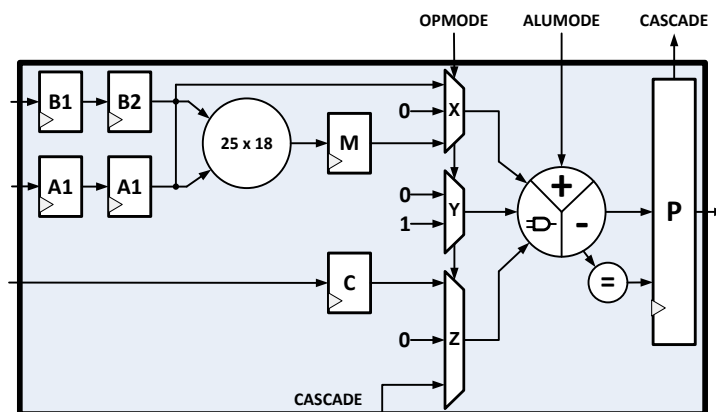 OPMODE ALUMODE CASCADE
B1 B2
0 X
25 x 18 M
A1 A1
0
1 Y
+
-
P
C
=
0 Z
CASCADE